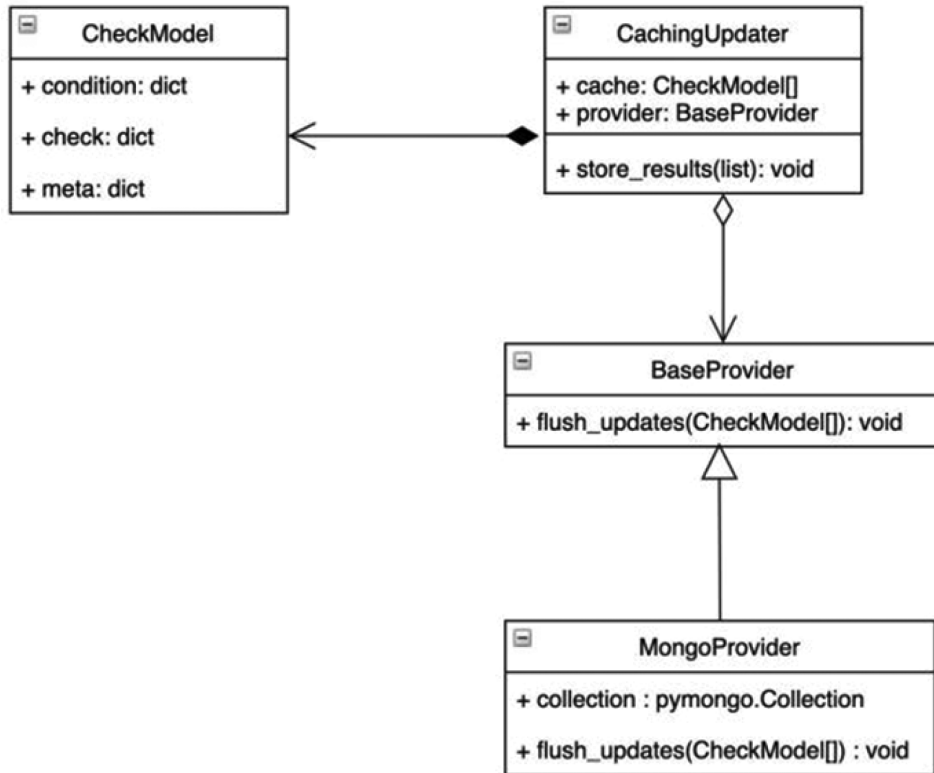 CheckModel
+ condition: dict
+ check: dict
+ meta: dict
CachingUpdater
+ cache: CheckModel[]
+ provider: BaseProvider
+ store_results(list): void
BaseProvider
+ flush_updates(CheckModel[]): void
MongoProvider
+ collection : pymongo.Collection
+ flush_updates(CheckModel[]) : void